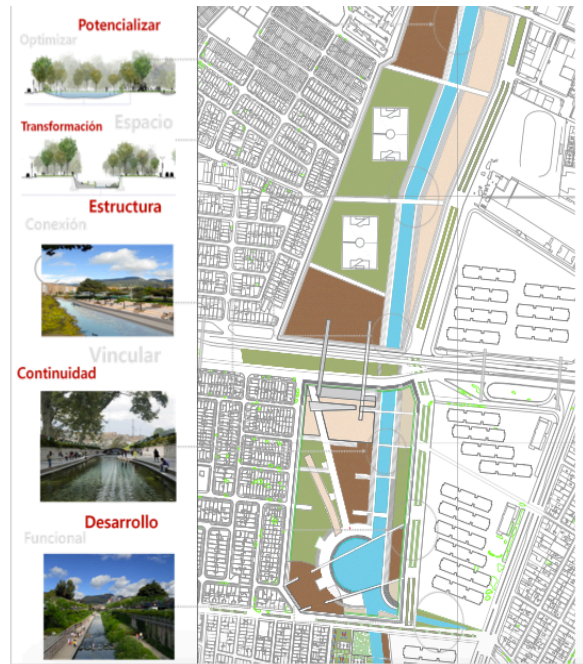 Potencializar
Optimizar
Transformación
Espacio
Estructura
Conexión
Vincular
Continuidad
Desarrollo
Funcional